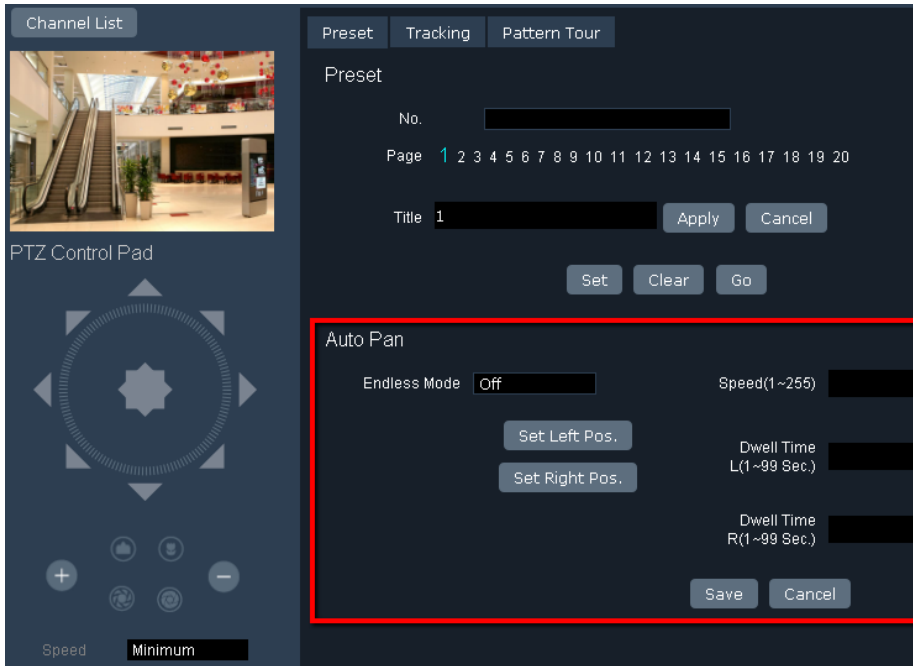 Channel List
Preset Tracking Pattern Tour
Preset
No.
Page 1 2 3 4 5 6 7 8 9 10 11 12 13 14 15 16 17 18 19 20
Title 1 Apply Cancel
PTZ Control Pad
Set Clear Go
Auto Pan
Endless Mode Off Speed(1~255)
Set Left Pos.
Dwell Time
L(1~99 Sec.)
Set Right Pos.
Dwell Time
R(1~99 Sec.)
Save Cancel
Speed Minimum